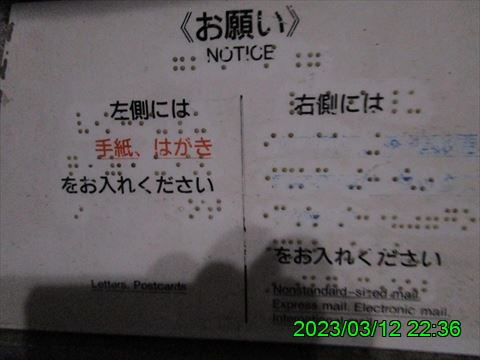 《お願い》
NOTICE
左側には
手紙、はがき
をお入れください
Letters, Postcards
右側には
をお入れください
Nonstandard-sized mail
Express mail. Electronic mail.
2023/03/12 22:36